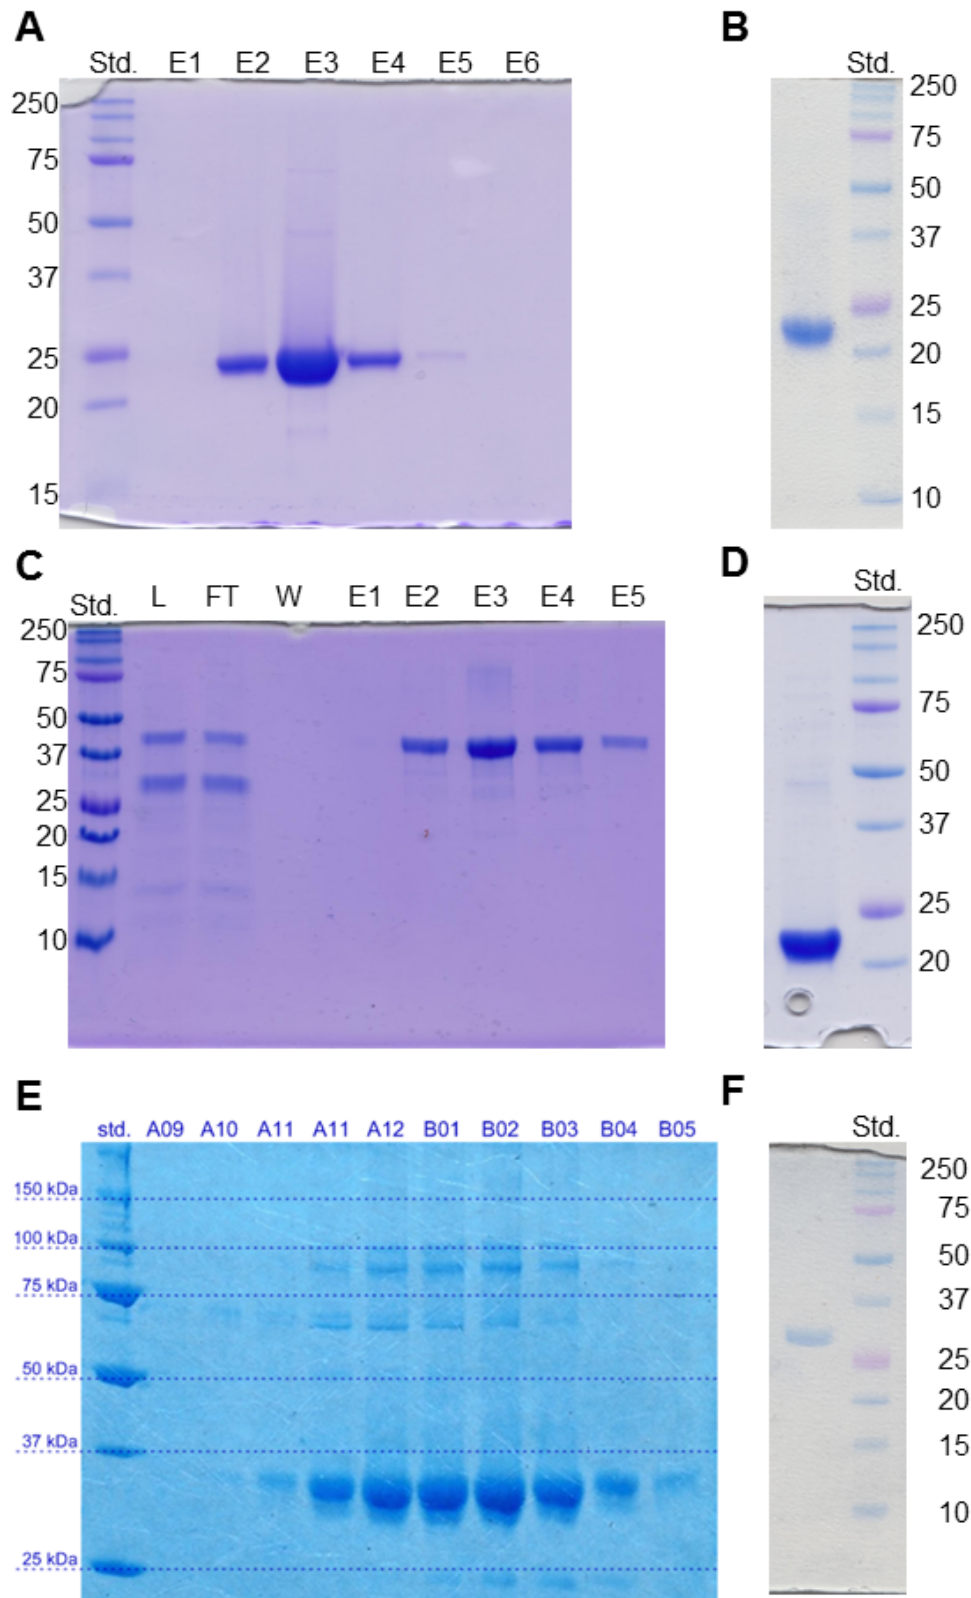 A
Std. E1 E2 E3 E4 E5 E6
250
75
50
37
25
20
15
B
Std.
250
75
50
37
25
20
15
10
C
Std. L FT W E1 E2 E3 E4 E5
250
75
50
37
25
20
15
10
D
Std.
250
75
50
37
25
20
E
std. A09 A10 A11 A11 A12 B01 B02 B03 B04 B05
150 kDa
100 kDa
75 kDa
50 kDa
37 kDa
25 kDa
F
Std.
250
75
50
37
25
20
15
10